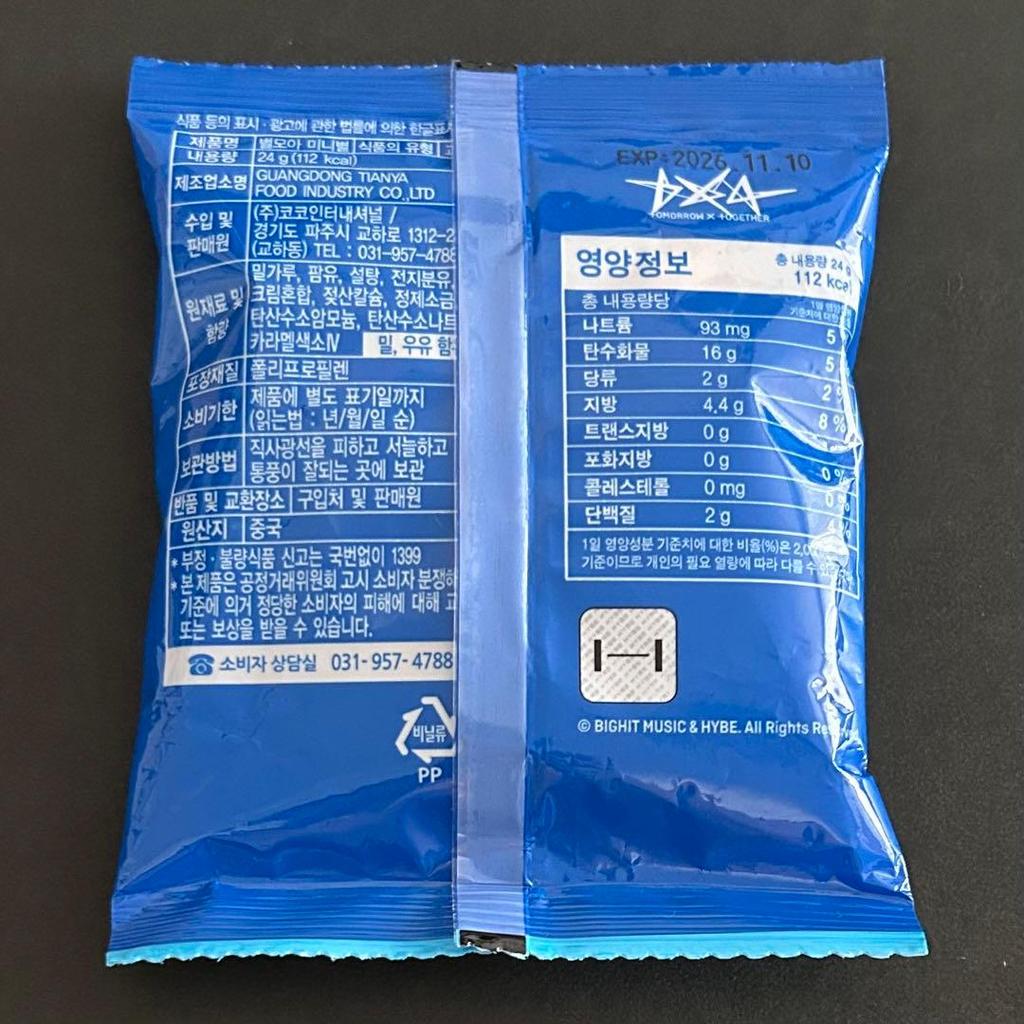 식품 등의 표시·광고에 관한 법률에 의한 한글표시
제품명 별모아 미니별 식품의 유형
내용량 24 g (112 kcal)
제조업소명 GUANGDONG TIANYA
FOOD INDUSTRY CO.,LTD
수입 및
판매원
(주)코코인터내셔널 /
경기도 파주시 교하로 1312-2
(교하동) TEL : 031-957-4788
원재료 및
함량
밀가루, 팜유, 설탕, 전지분유
크림혼합, 젖산칼슘, 정제소금
탄산수소암모늄, 탄산수소나트
카라멜색소Ⅳ 밀, 우유 함
포장재질 폴리프로필렌
소비기한
제품에 별도 표기일까지
(읽는법 : 년/월/일 순)
보관방법
직사광선을 피하고 서늘하고
통풍이 잘되는 곳에 보관
반품 및 교환장소 구입처 및 판매원
원산지 중국
* 부정·불량식품 신고는 국번없이 1399
* 본 제품은 공정거래위원회 고시 소비자 분쟁해
기준에 의거 정당한 소비자의 피해에 대해 교
또는 보상을 받을 수 있습니다.
☎ 소비자 상담실 031-957-4788
비닐류
PP
EXP:2026.11.10
TOMORROW X TOGETHER
영양정보
총 내용량 24 g
112 kcal
총 내용량당 1일 영양성분
기준치에 대한
나트륨 93 mg 5
탄수화물 16 g 5
당류 2 g 2 %
지방 4.4 g 8 %
트랜스지방 0 g
포화지방 0 g 0 %
콜레스테롤 0 mg 0 %
단백질 2 g 4 %
1일 영양성분 기준치에 대한 비율(%)은 2,0
기준이므로 개인의 필요 열량에 따라 다를 수 있
© BIGHIT MUSIC & HYBE. All Rights Re